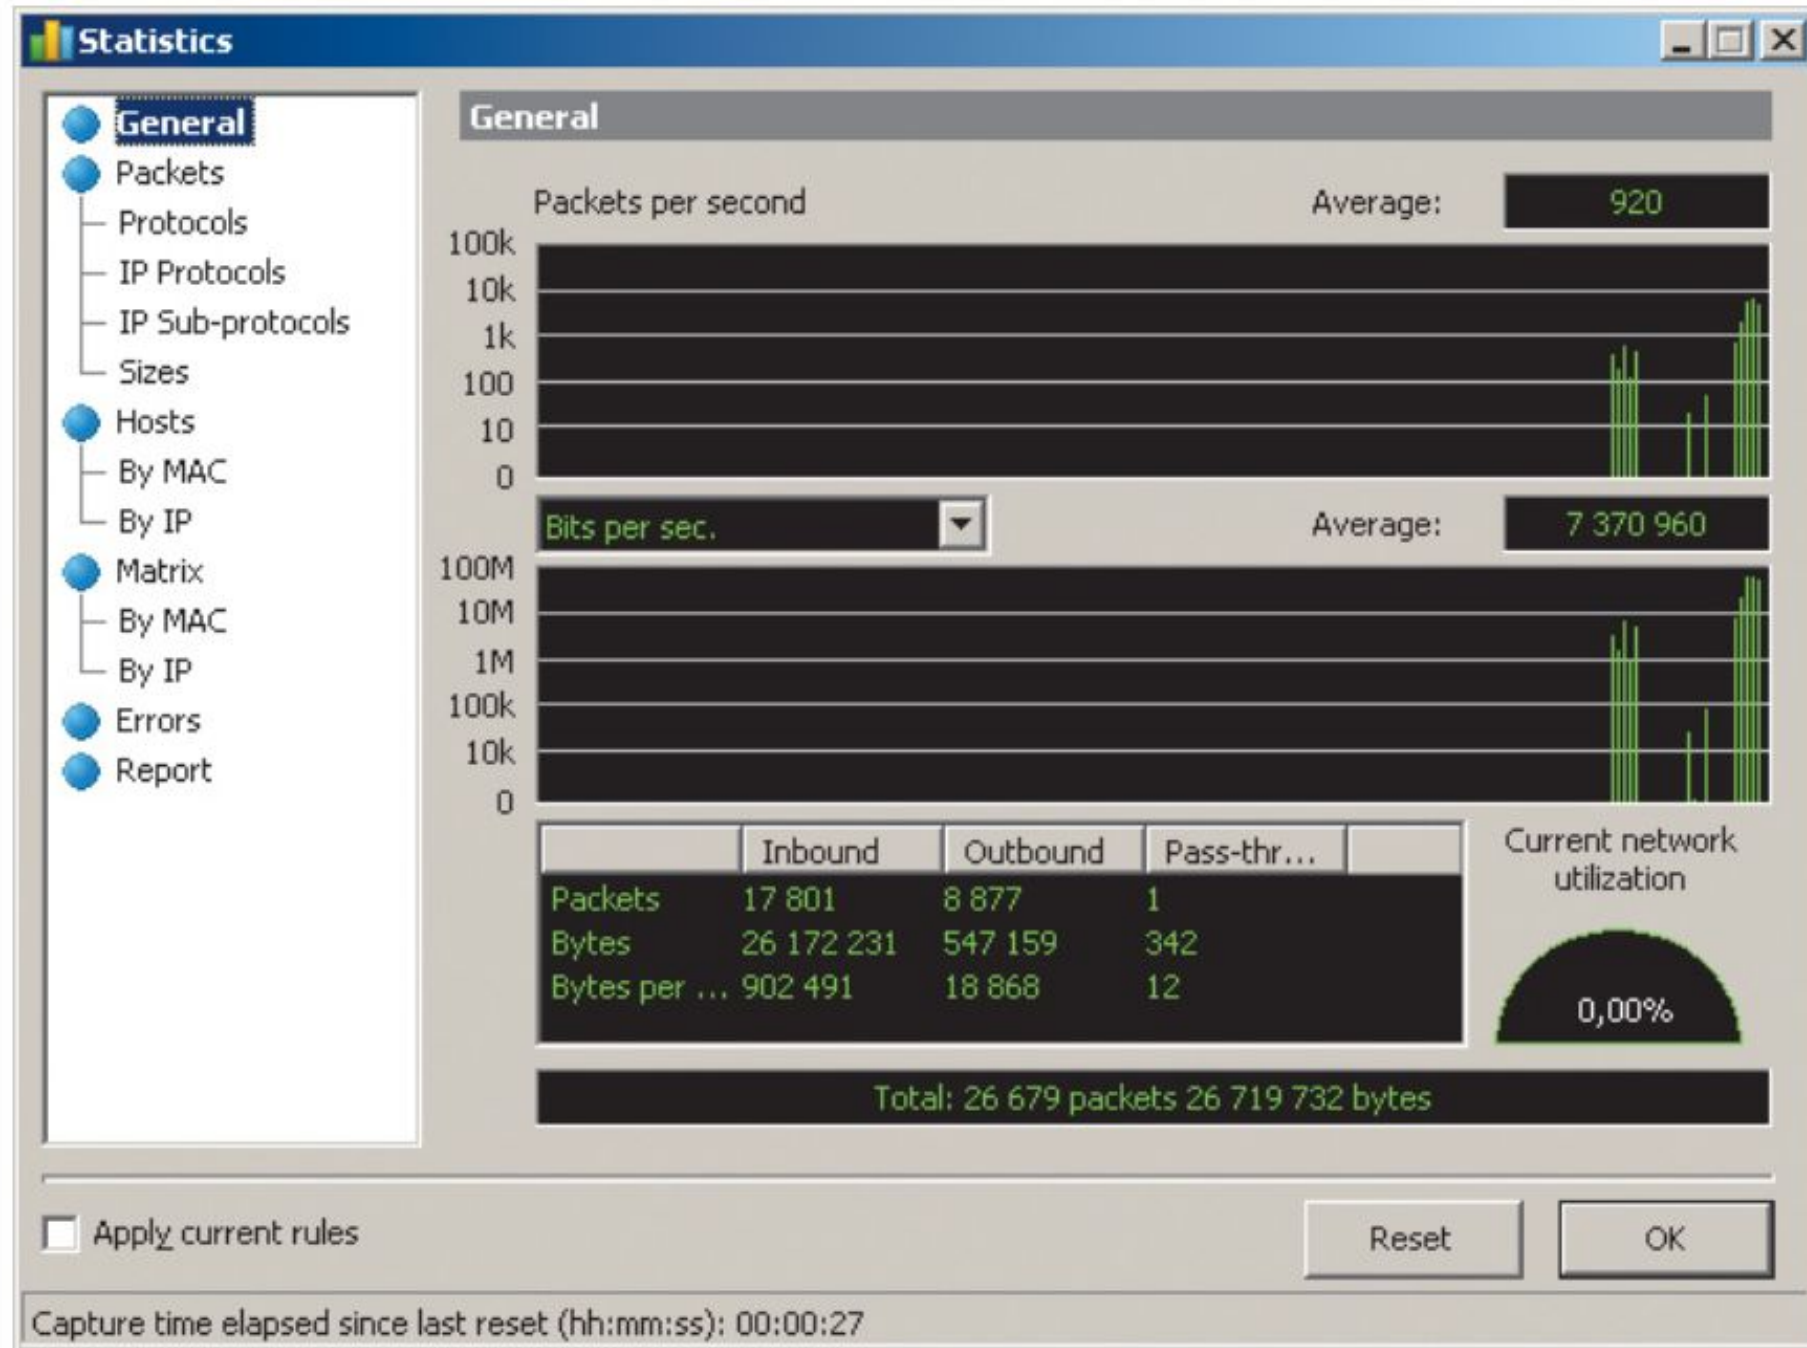 Statistics
General
Packets
Protocols
IP Protocols
IP Sub-protocols
Sizes
Hosts
By MAC
By IP
Matrix
By MAC
By IP
Errors
Report
General
Packets per second
Average:
920
100k
10k
1k
100
10
0
Bits per sec.
Average:
7 370 960
100M
10M
1M
100k
10k
0
Inbound Outbound Pass-thr...
Packets 17 801 8 877 1
Bytes 26 172 231 547 159 342
Bytes per ... 902 491 18 868 12
Current network
utilization
0,00%
Total: 26 679 packets 26 719 732 bytes
Apply current rules
Reset
OK
Capture time elapsed since last reset (hh:mm:ss): 00:00:27